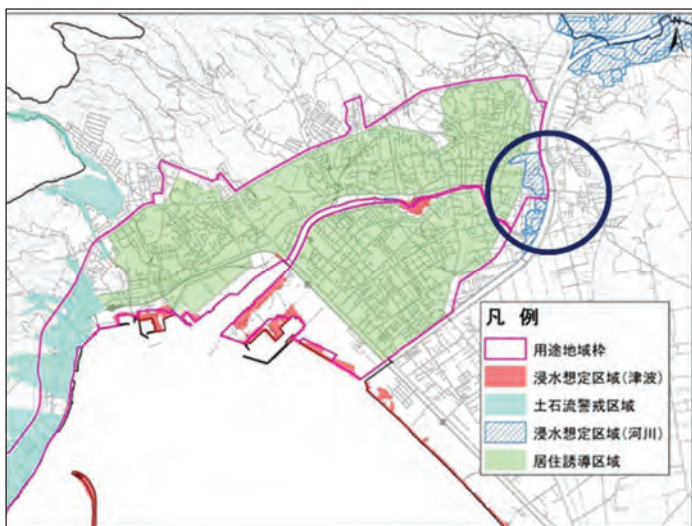 N
凡 例
用途地域枠
浸水想定区域(津波)
土石流警戒区域
浸水想定区域(河川)
居住誘導区域